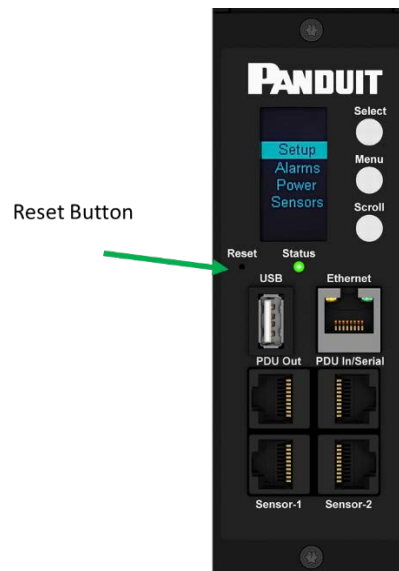 PANDUIT
Select
Setup
Alarms
Power
Sensors
Menu
Scroll
Reset Button
Reset
Status
USB
Ethernet
PDU Out
PDU In/Serial
Sensor-1
Sensor-2